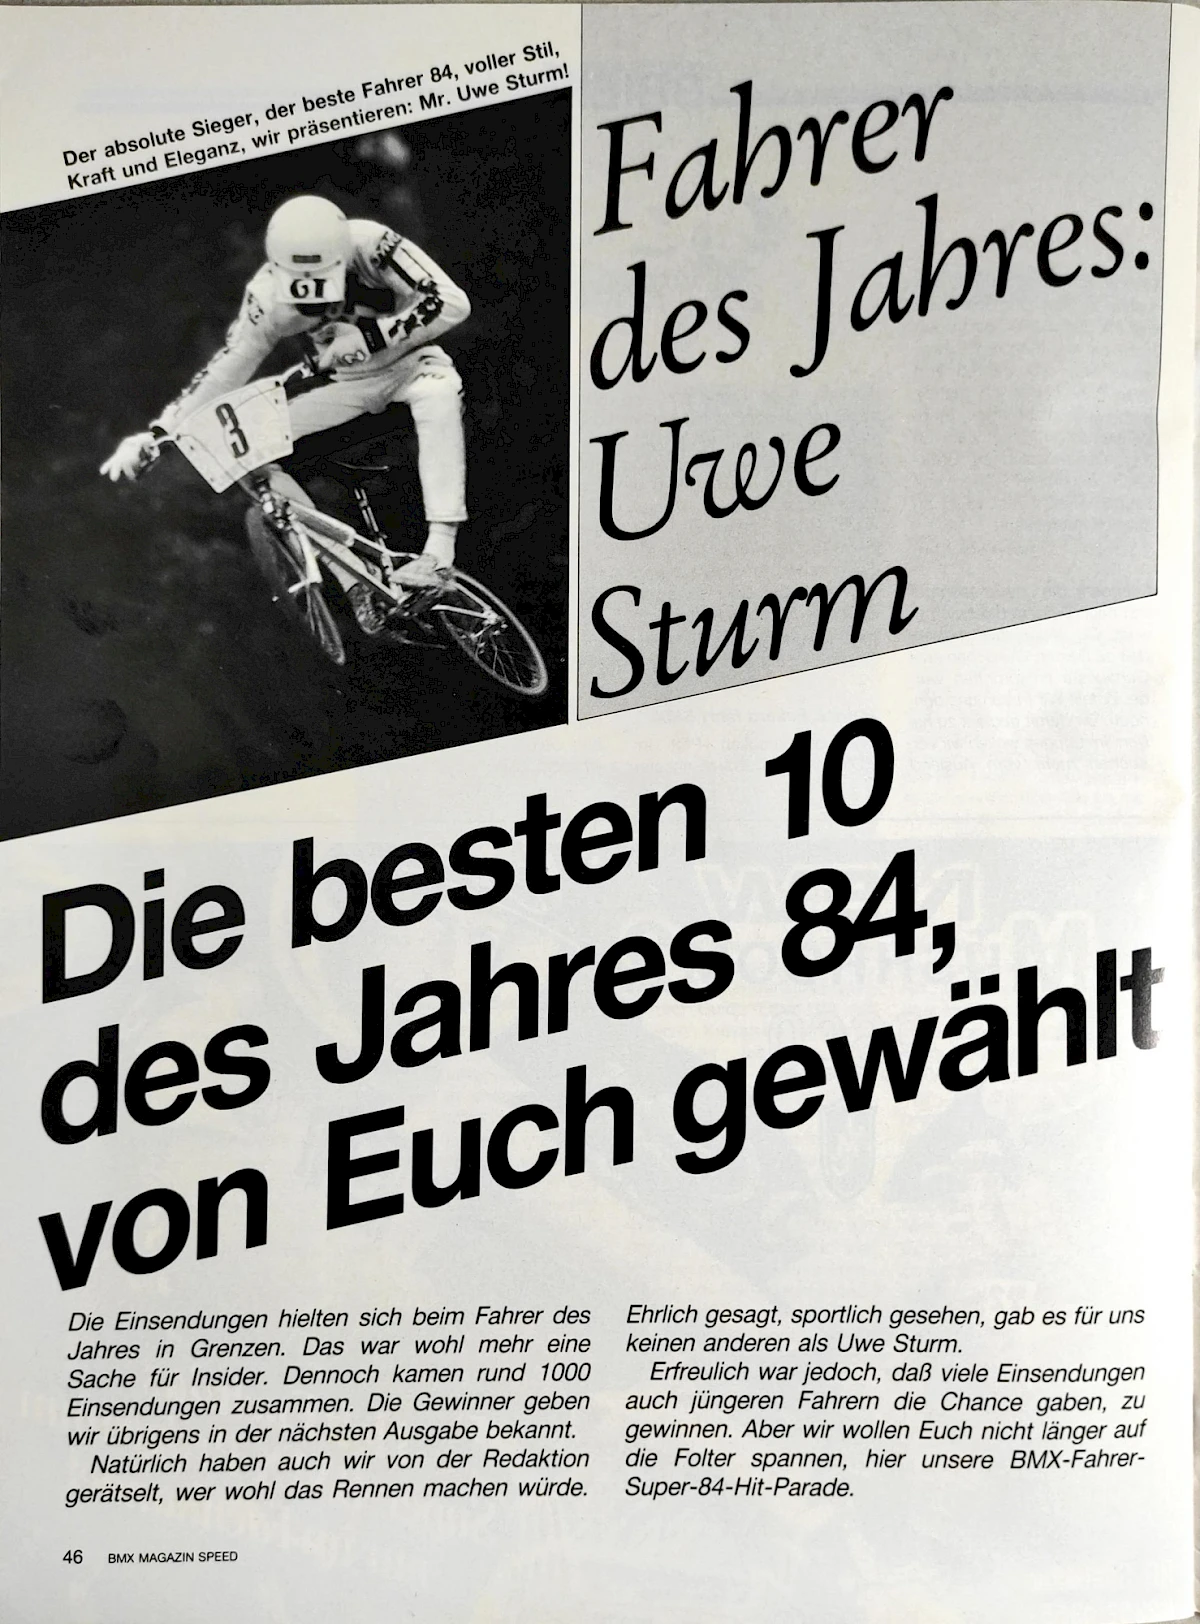 Der absolute Sieger, der beste Fahrer 84, voller Stil,
Kraft und Eleganz, wir präsentieren: Mr. Uwe Sturm!
GT
3
Fahrer
des Jahres:
Uwe
Sturm
Die besten 10
des Jahres 84,
von Euch gewählt
Die Einsendungen hielten sich beim Fahrer des
Jahres in Grenzen. Das war wohl mehr eine
Sache für Insider. Dennoch kamen rund 1000
Einsendungen zusammen. Die Gewinner geben
wir übrigens in der nächsten Ausgabe bekannt.
Natürlich haben auch wir von der Redaktion
gerätselt, wer wohl das Rennen machen würde.
Ehrlich gesagt, sportlich gesehen, gab es für uns
keinen anderen als Uwe Sturm.
Erfreulich war jedoch, daß viele Einsendungen
auch jüngeren Fahrern die Chance gaben, zu
gewinnen. Aber wir wollen Euch nicht länger auf
die Folter spannen, hier unsere BMX-Fahrer-
Super-84-Hit-Parade.
46 BMX MAGAZIN SPEED